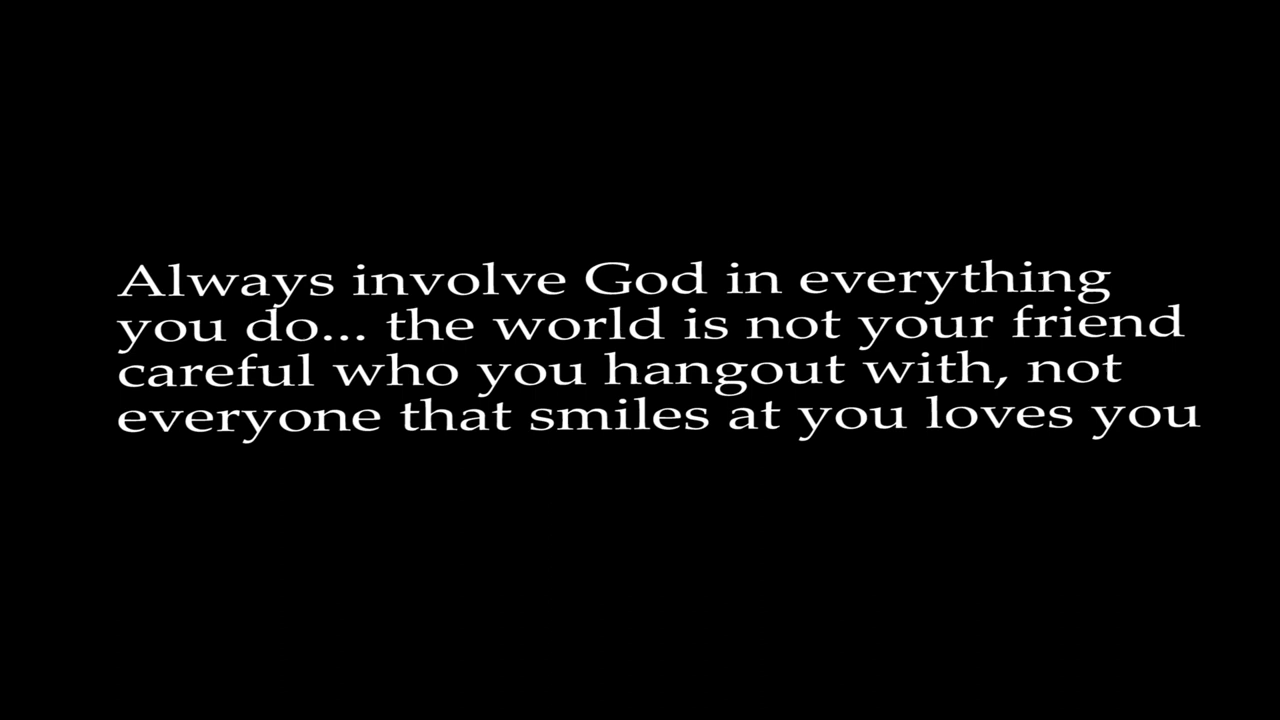 Always involve God in everything
you do... the world is not your friend
careful who you hangout with, not
everyone that smiles at you loves you